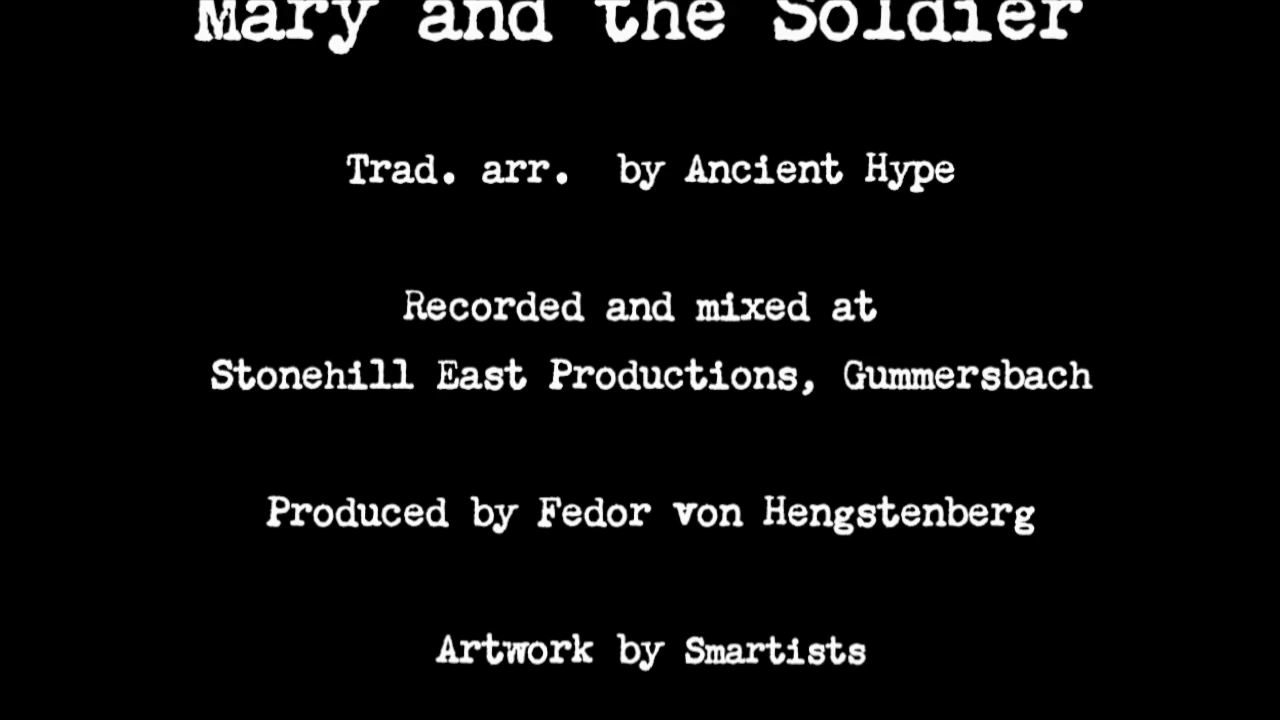 Mary and the Soldier
Trad. arr. by Ancient Hype
Recorded and mixed at
Stonehill East Productions, Gummersbach
Produced by Fedor von Hengstenberg
Artwork by Smartists